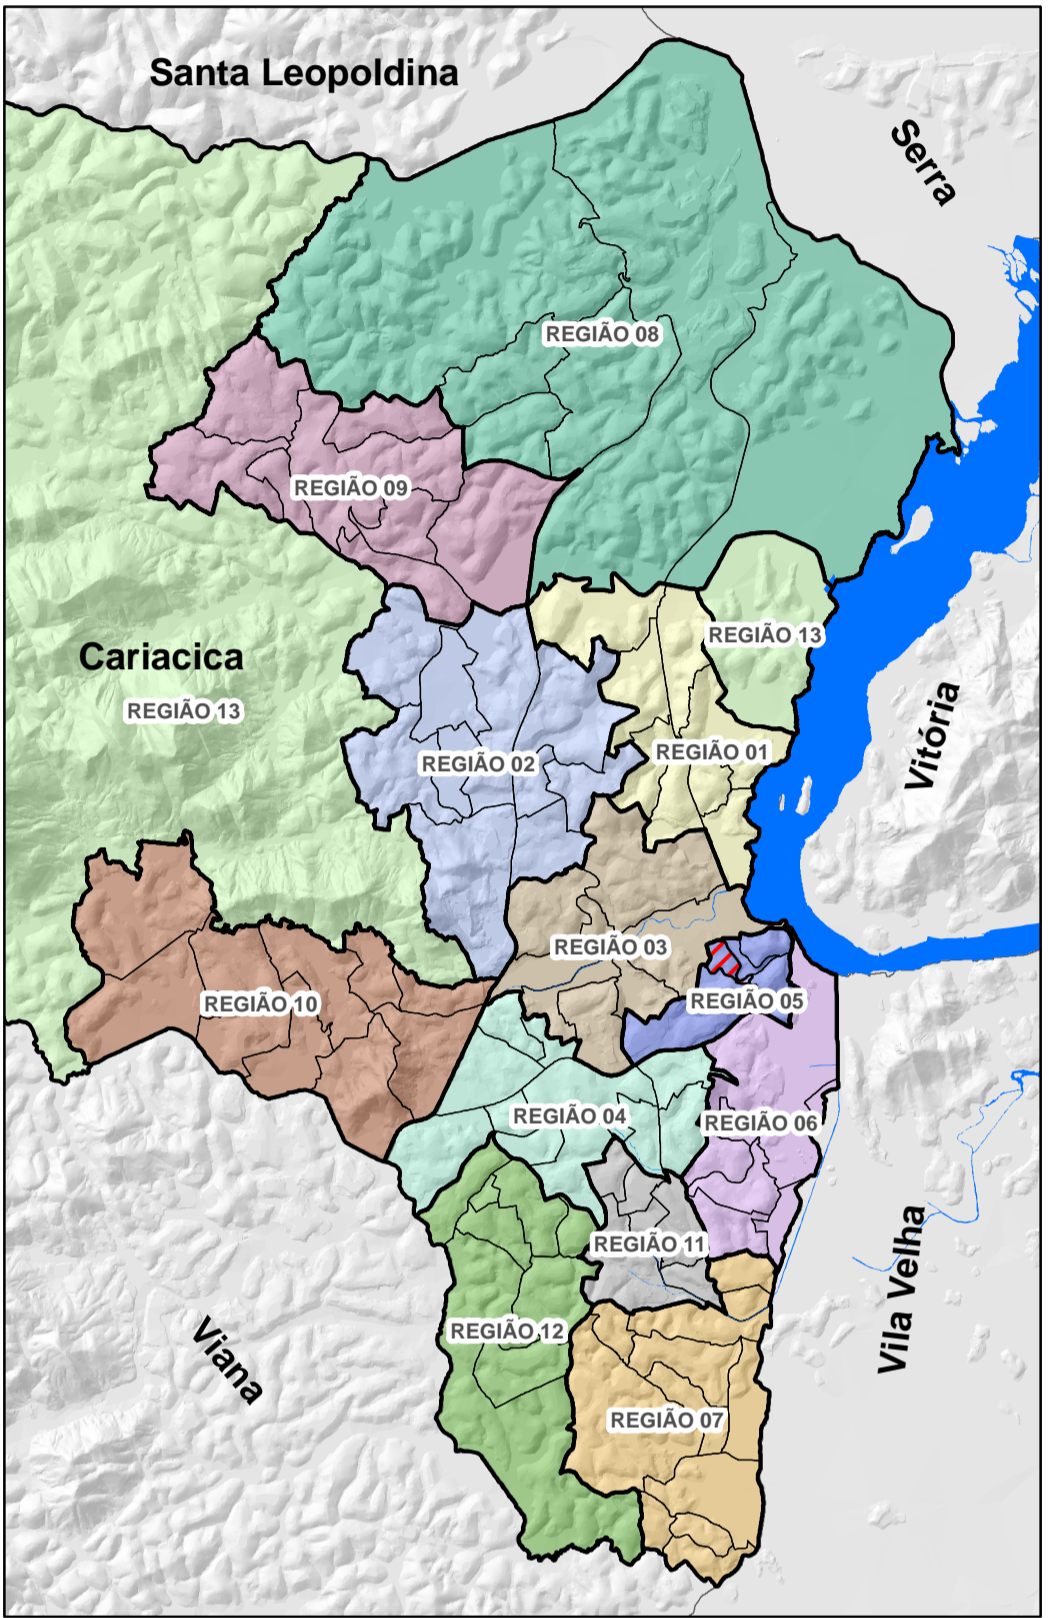 Santa Leopoldina
Serra
REGIÃO 08
REGIÃO 09
REGIÃO 13
Cariacica
REGIÃO 13
Vitória
REGIÃO 01
REGIÃO 02
REGIÃO 03
REGIÃO 05
REGIÃO 10
REGIÃO 04
REGIÃO 06
REGIÃO 11
Vila Velha
REGIÃO 12
Viana
REGIÃO 07